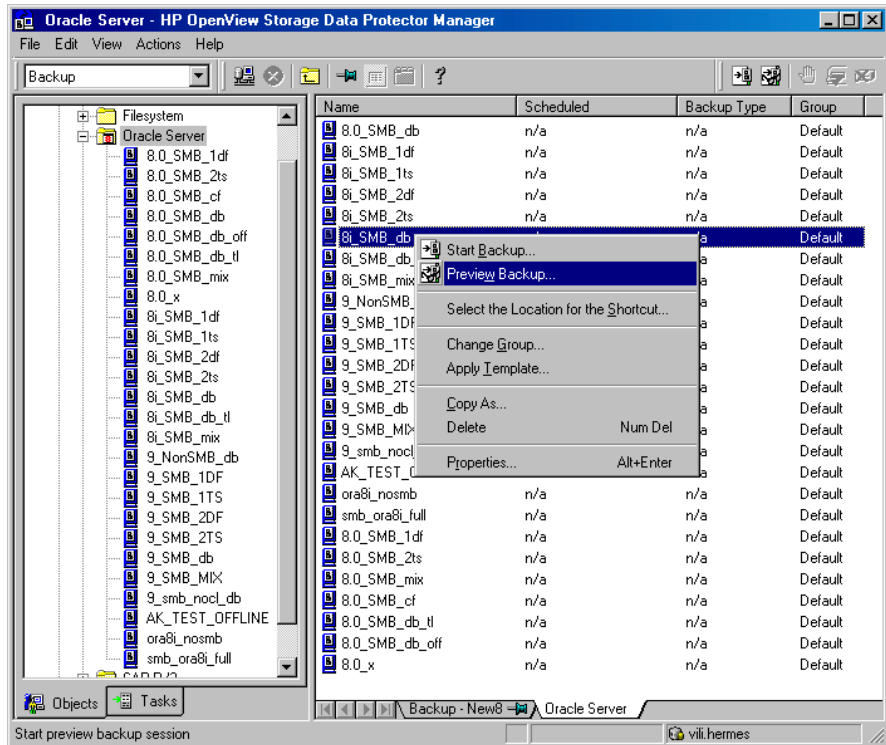 Oracle Server - HP OpenView Storage Data Protector Manager
File Edit View Actions Help
Backup
Filesystem
Oracle Server
8.0_SMB_1df
8.0_SMB_2ts
8.0_SMB_cf
8.0_SMB_db
8.0_SMB_db_off
8.0_SMB_db_tl
8.0_SMB_mix
8.0_x
8i_SMB_1df
8i_SMB_1ts
8i_SMB_2df
8i_SMB_2ts
8i_SMB_db
8i_SMB_db_tl
8i_SMB_mix
9_NonSMB_db
9_SMB_1DF
9_SMB_1TS
9_SMB_2DF
9_SMB_2TS
9_SMB_db
9_SMB_MIX
9_smb_nocl_db
AK_TEST_OFFLINE
ora8i_nosmb
smb_ora8i_full
Objects Tasks
Name Scheduled Backup Type Group
8.0_SMB_db n/a n/a Default
8i_SMB_1df n/a n/a Default
8i_SMB_1ts n/a n/a Default
8i_SMB_2df n/a n/a Default
8i_SMB_2ts n/a n/a Default
8i_SMB_db a Default
8i_SMB_db_ a Default
8i_SMB_mix a Default
9_NonSMB_ a Default
9_SMB_1DF a Default
9_SMB_1TS a Default
9_SMB_2DF a Default
9_SMB_2TS a Default
9_SMB_db a Default
9_SMB_MIX a Default
9_smb_nocl a Default
AK_TEST_O a Default
ora8i_nosmb n/a n/a Default
smb_ora8i_full n/a n/a Default
8.0_SMB_1df n/a n/a Default
8.0_SMB_2ts n/a n/a Default
8.0_SMB_mix n/a n/a Default
8.0_SMB_cf n/a n/a Default
8.0_SMB_db_tl n/a n/a Default
8.0_SMB_db_off n/a n/a Default
8.0_x n/a n/a Default
Start Backup...
Preview Backup...
Select the Location for the Shortcut...
Change Group...
Apply Template...
Copy As...
Delete Num Del
Properties... Alt+Enter
Backup - New8 Oracle Server
Start preview backup session
vili.hermes